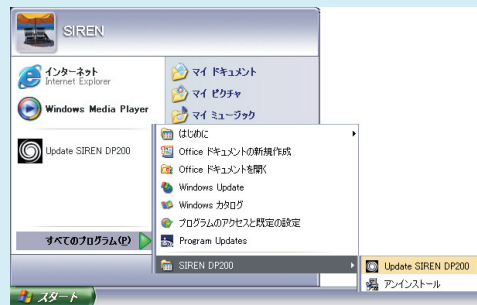 SIREN
インターネット
Internet Explorer
Windows Media Player
Update SIREN DP200
すべてのプログラム(P)
マイ ドキュメント
マイ ピクチャ
マイ ミュージック
はじめに
Office ドキュメントの新規作成
Office ドキュメントを開く
Windows Update
Windows カタログ
プログラムのアクセスと既定の設定
Program Updates
SIREN DP200
Update SIREN DP200
アンインストール
スタート